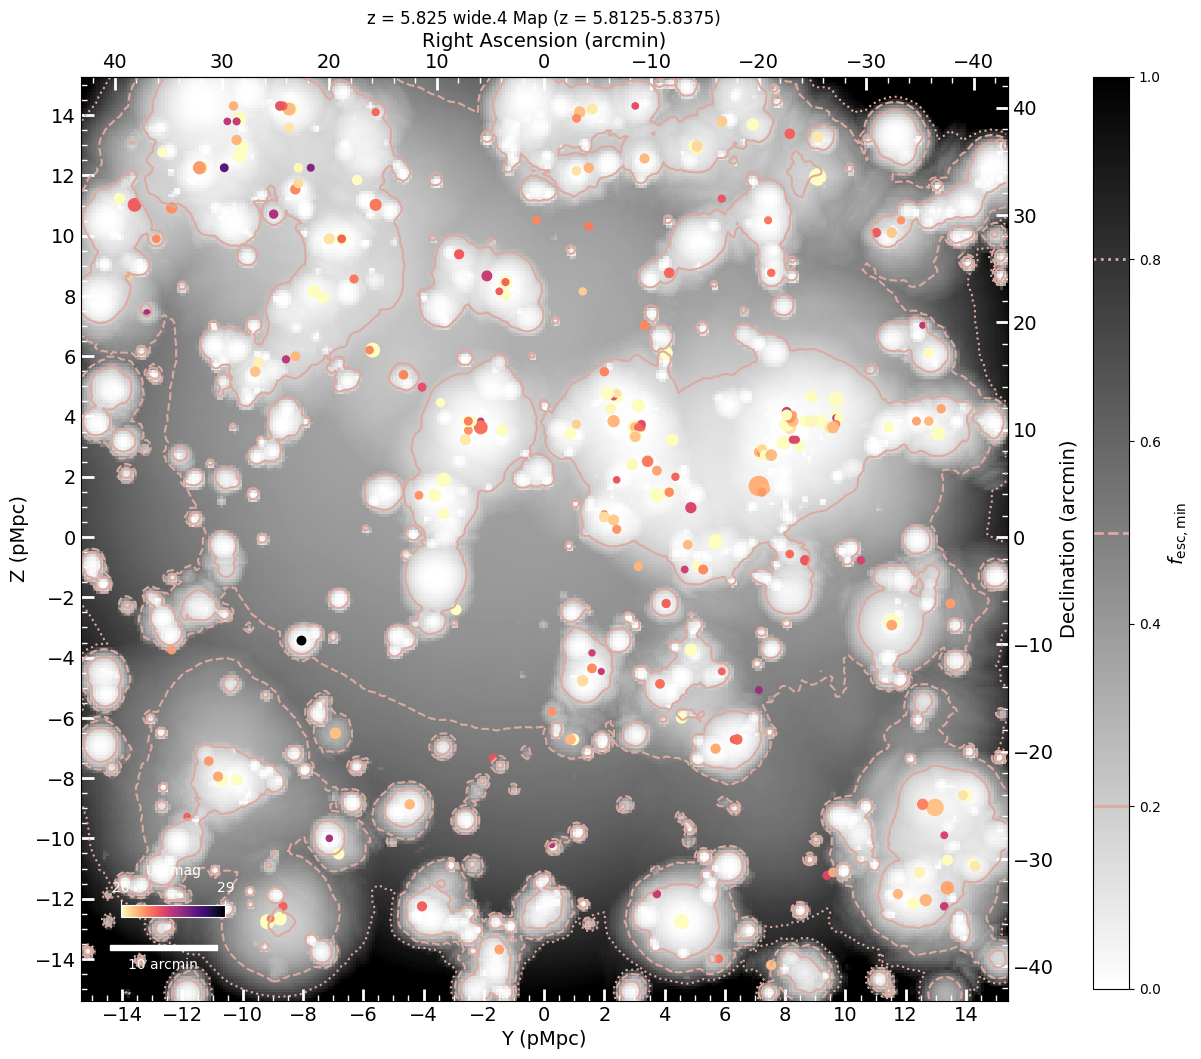 z = 5.825 wide.4 Map (z = 5.8125-5.8375)
Right Ascension (arcmin)
40 30 20 10 0 −10 −20 −30 −40
14 12 10 8 6 4 2 0 −2 −4 −6 −8 −10 −12 −14
Z (pMpc)
40 30 20 10 0 −10 −20 −30 −40
Declination (arcmin)
1.0 0.8 0.6 0.4 0.2 0.0
f_esc,min
29
10 arcmin
−14 −12 −10 −8 −6 −4 −2 0 2 4 6 8 10 12 14
Y (pMpc)